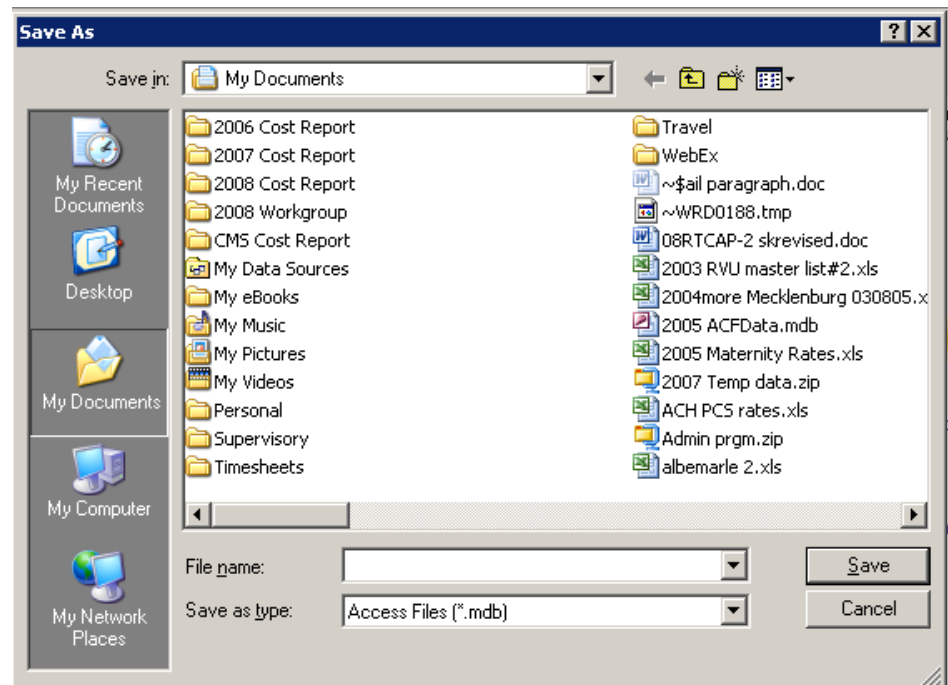 Save As
Save in: My Documents
My Recent
Documents
Desktop
My Documents
My Computer
My Network
Places
2006 Cost Report
2007 Cost Report
2008 Cost Report
2008 Workgroup
CMS Cost Report
My Data Sources
My eBooks
My Music
My Pictures
My Videos
Personal
Supervisory
Timesheets
Travel
WebEx
~$ail paragraph.doc
~WRD0188.tmp
08RTCAP-2 skrevised.doc
2003 RVU master list#2.xls
2004more Mecklenburg 030805.x
2005 ACFData.mdb
2005 Maternity Rates.xls
2007 Temp data.zip
ACH PCS rates.xls
Admin prgm.zip
albemarle 2.xls
File name:
Save
Save as type: Access Files (*.mdb)
Cancel